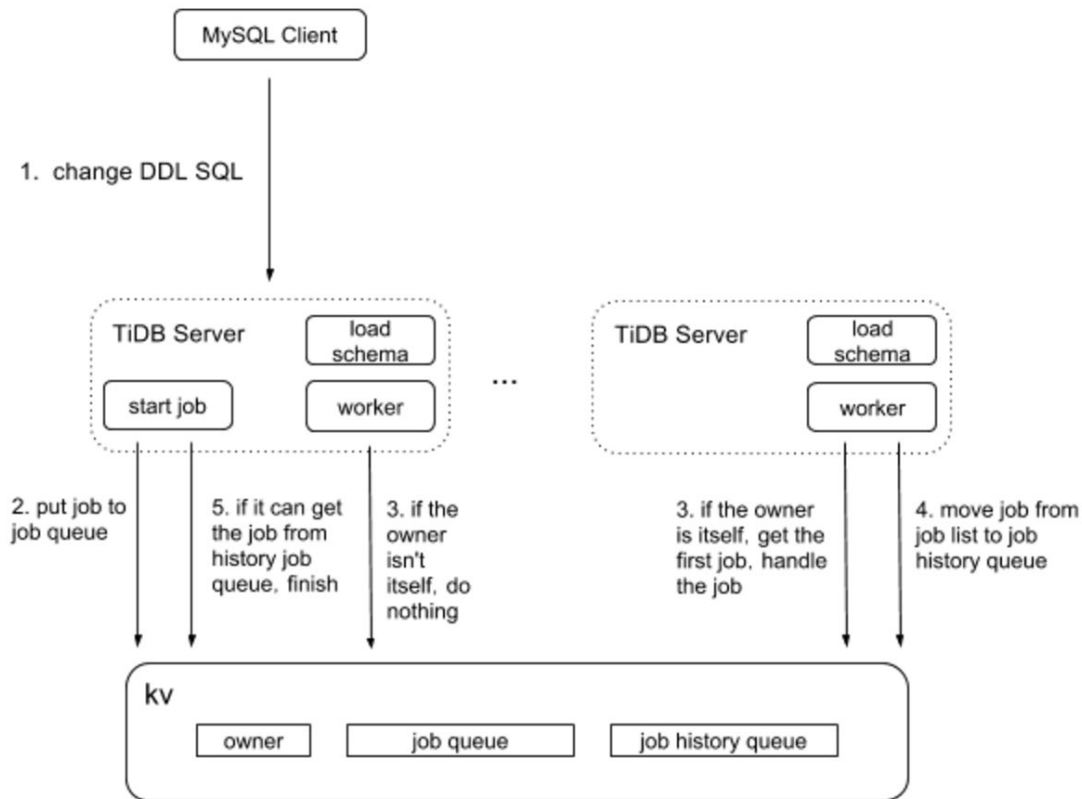 MySQL Client
1. change DDL SQL
TiDB Server
load
schema
start job
worker
...
TiDB Server
load
schema
worker
2. put job to
job queue
5. if it can get
the job from
history job
queue, finish
3. if the
owner
isn't
itself, do
nothing
3. if the owner
is itself, get the
first job, handle
the job
4. move job from
job list to job
history queue
kv
owner
job queue
job history queue